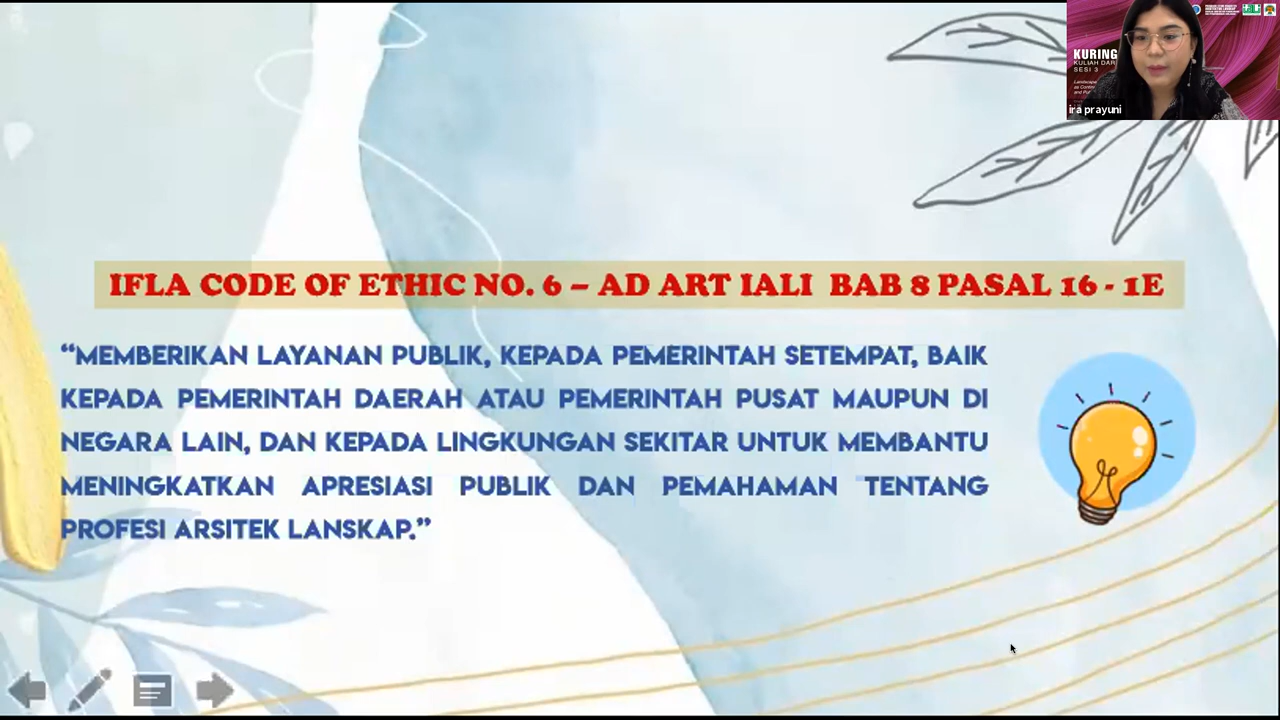 IFLA CODE OF ETHIC NO. 6 – AD ART IALI BAB 8 PASAL 16 - 1E
“MEMBERIKAN LAYANAN PUBLIK, KEPADA PEMERINTAH SETEMPAT, BAIK
KEPADA PEMERINTAH DAERAH ATAU PEMERINTAH PUSAT MAUPUN DI
NEGARA LAIN, DAN KEPADA LINGKUNGAN SEKITAR UNTUK MEMBANTU
MENINGKATKAN APRESIASI PUBLIK DAN PEMAHAMAN TENTANG
PROFESI ARSITEK LANSKAP.”
KURING
KULIAH DAR
SESI 3
ira prayuni